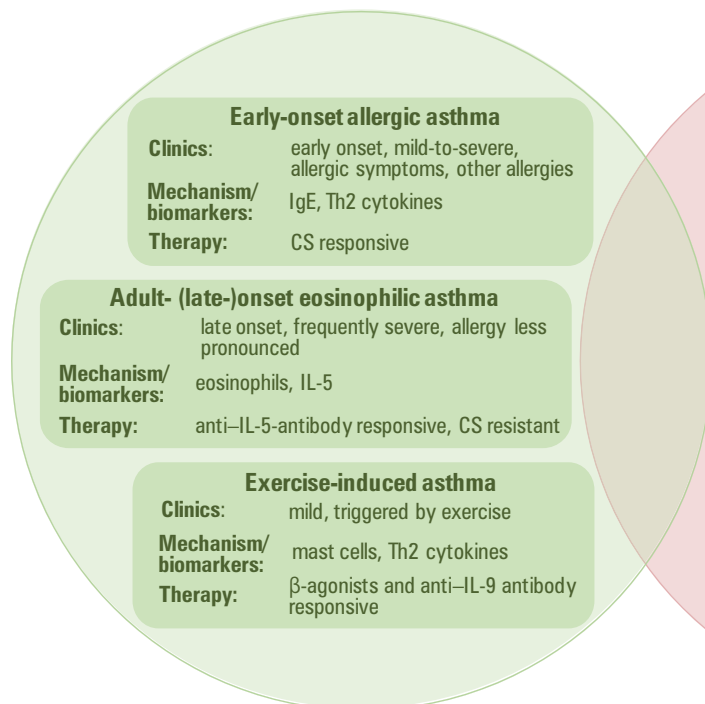 Early-onset allergic asthma
Clinics: early onset, mild-to-severe,
allergic symptoms, other allergies
Mechanism/
biomarkers: IgE, Th2 cytokines
Therapy: CS responsive
Adult- (late-)onset eosinophilic asthma
Clinics: late onset, frequently severe, allergy less
pronounced
Mechanism/
biomarkers: eosinophils, IL-5
Therapy: anti–IL-5-antibody responsive, CS resistant
Exercise-induced asthma
Clinics: mild, triggered by exercise
Mechanism/
biomarkers: mast cells, Th2 cytokines
Therapy: β-agonists and anti–IL-9 antibody
responsive